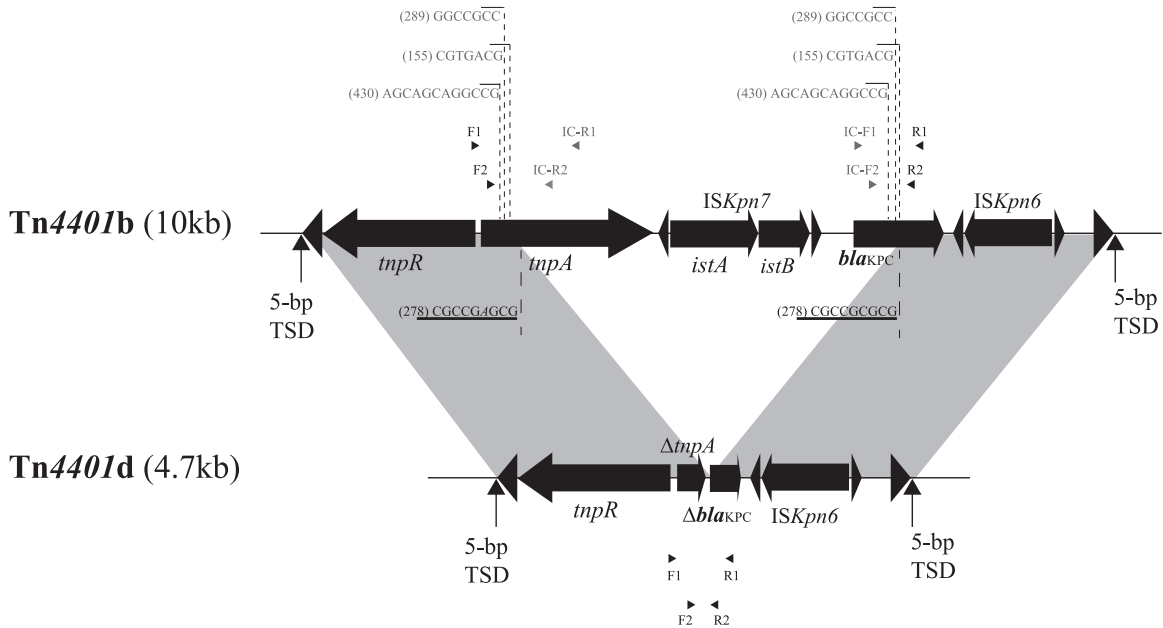 (289) GGCCGCC (289) GGCCGCC
(155) CGTGACG (155) CGTGACG
(430) AGCAGCAGGCCG (430) AGCAGCAGGCCG
F1 IC-R1 IC-F1 R1
F2 IC-R2 IC-F2 R2
Tn4401b (10kb)
ISKpn7 ISKpn6
tnpR tnpA istA istB blaKPC
5-bp TSD
(278) CGCCGAGCG
(278) CGCCGCGCG
5-bp TSD
Tn4401d (4.7kb)
ΔtnpA
tnpR ΔblaKPC ISKpn6
5-bp TSD
5-bp TSD
F1 R1
F2 R2